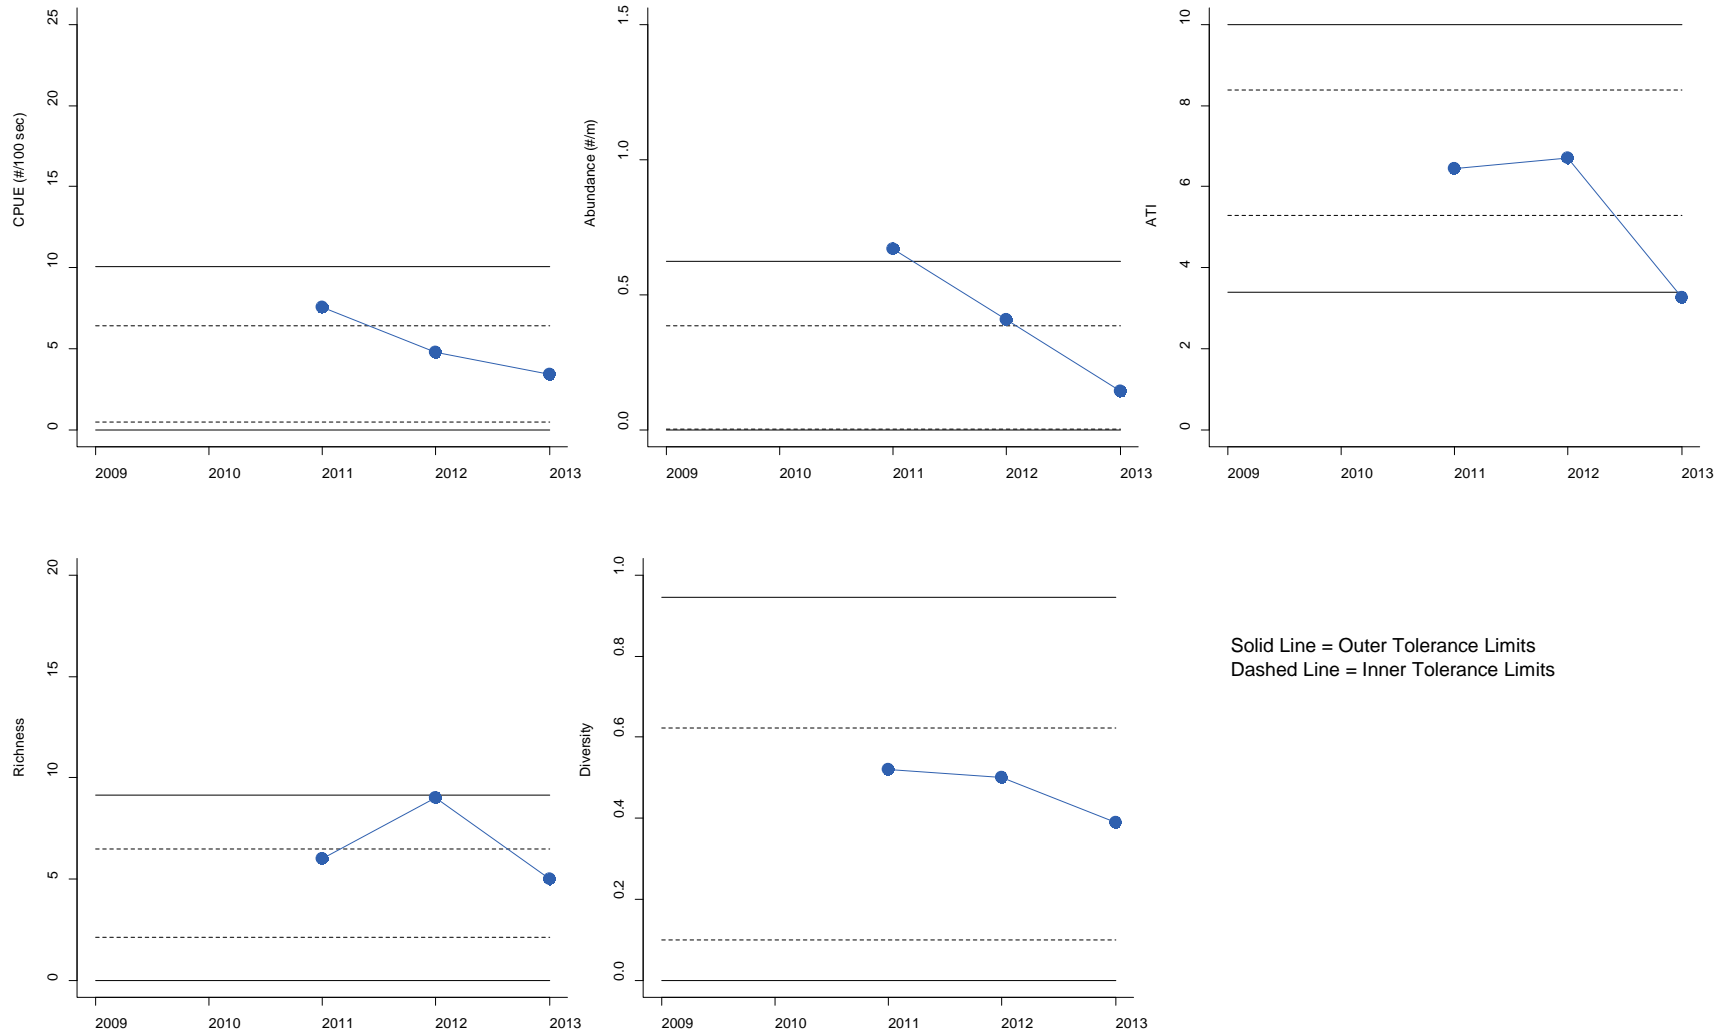 CPUE (#/100 sec)
25
20
15
10
5
0
2009 2010 2011 2012 2013
Abundance (#/m)
1.5
1.0
0.5
0.0
2009 2010 2011 2012 2013
ATI
10
8
6
4
2
0
2009 2010 2011 2012 2013
Richness
20
15
10
5
0
2009 2010 2011 2012 2013
Diversity
1.0
0.8
0.6
0.4
0.2
0.0
2009 2010 2011 2012 2013
Solid Line = Outer Tolerance Limits
Dashed Line = Inner Tolerance Limits